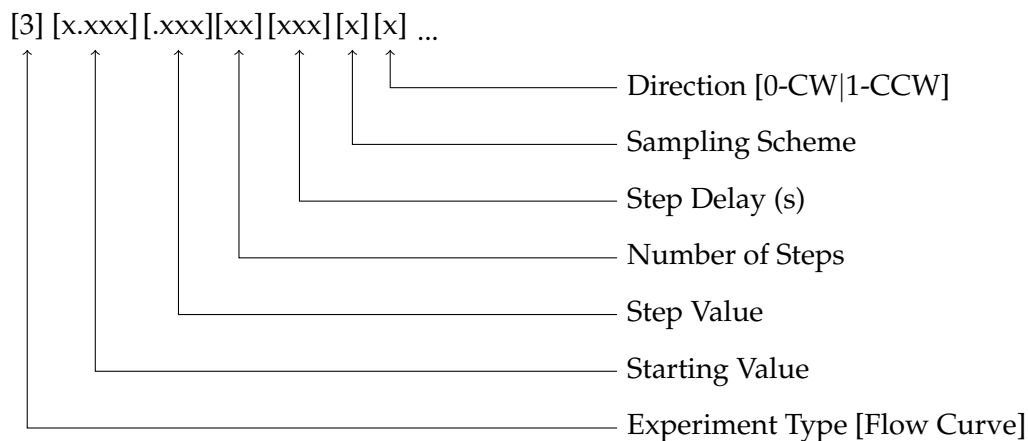 [3] [x.xxx] [.xxx][xx] [xxx] [x] [x] ...
Direction [0-CW|1-CCW]
Sampling Scheme
Step Delay (s)
Number of Steps
Step Value
Starting Value
Experiment Type [Flow Curve]